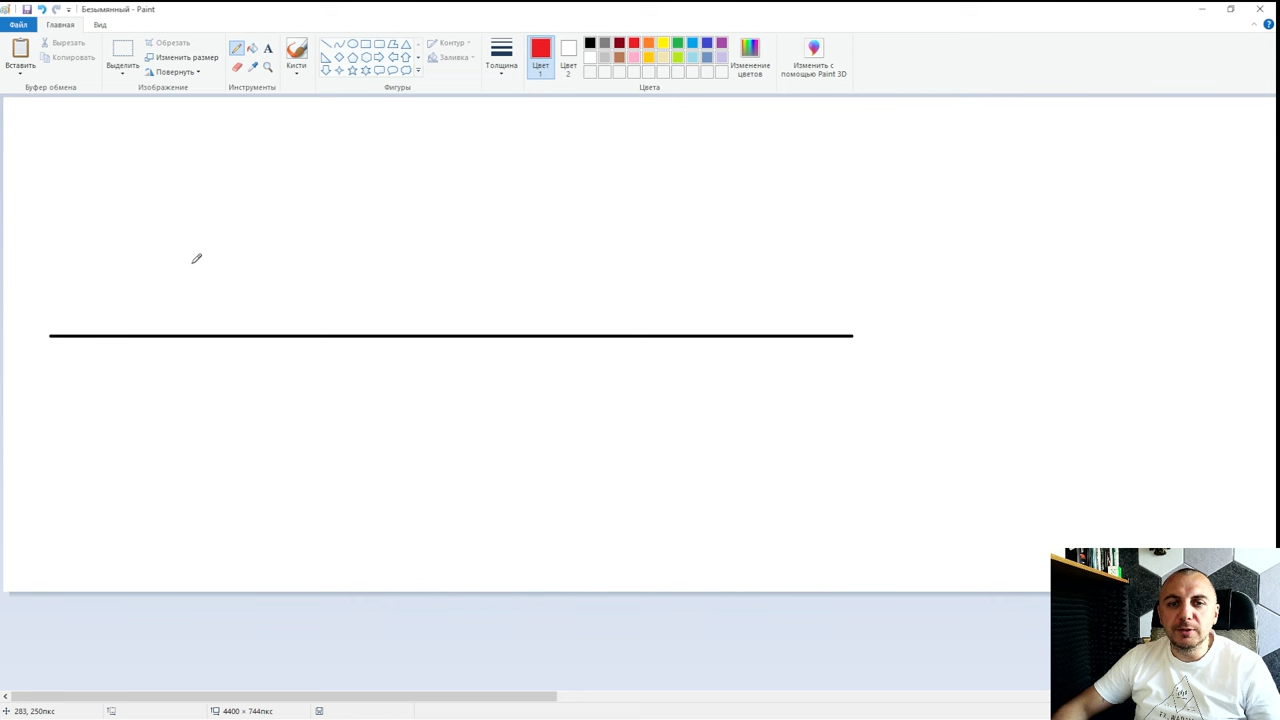 Безымянный - Paint
Файл
Главная
Вид
Вставить
Вырезать
Копировать
Буфер обмена
Выделить
Обрезать
Изменить размер
Повернуть
Изображение
Инструменты
Кисти
Фигуры
Контур
Заливка
Толщина
Цвет 1
Цвет 2
Цвета
Изменение цветов
Изменить с помощью Paint 3D
283, 250пкс
4400 × 744пкс